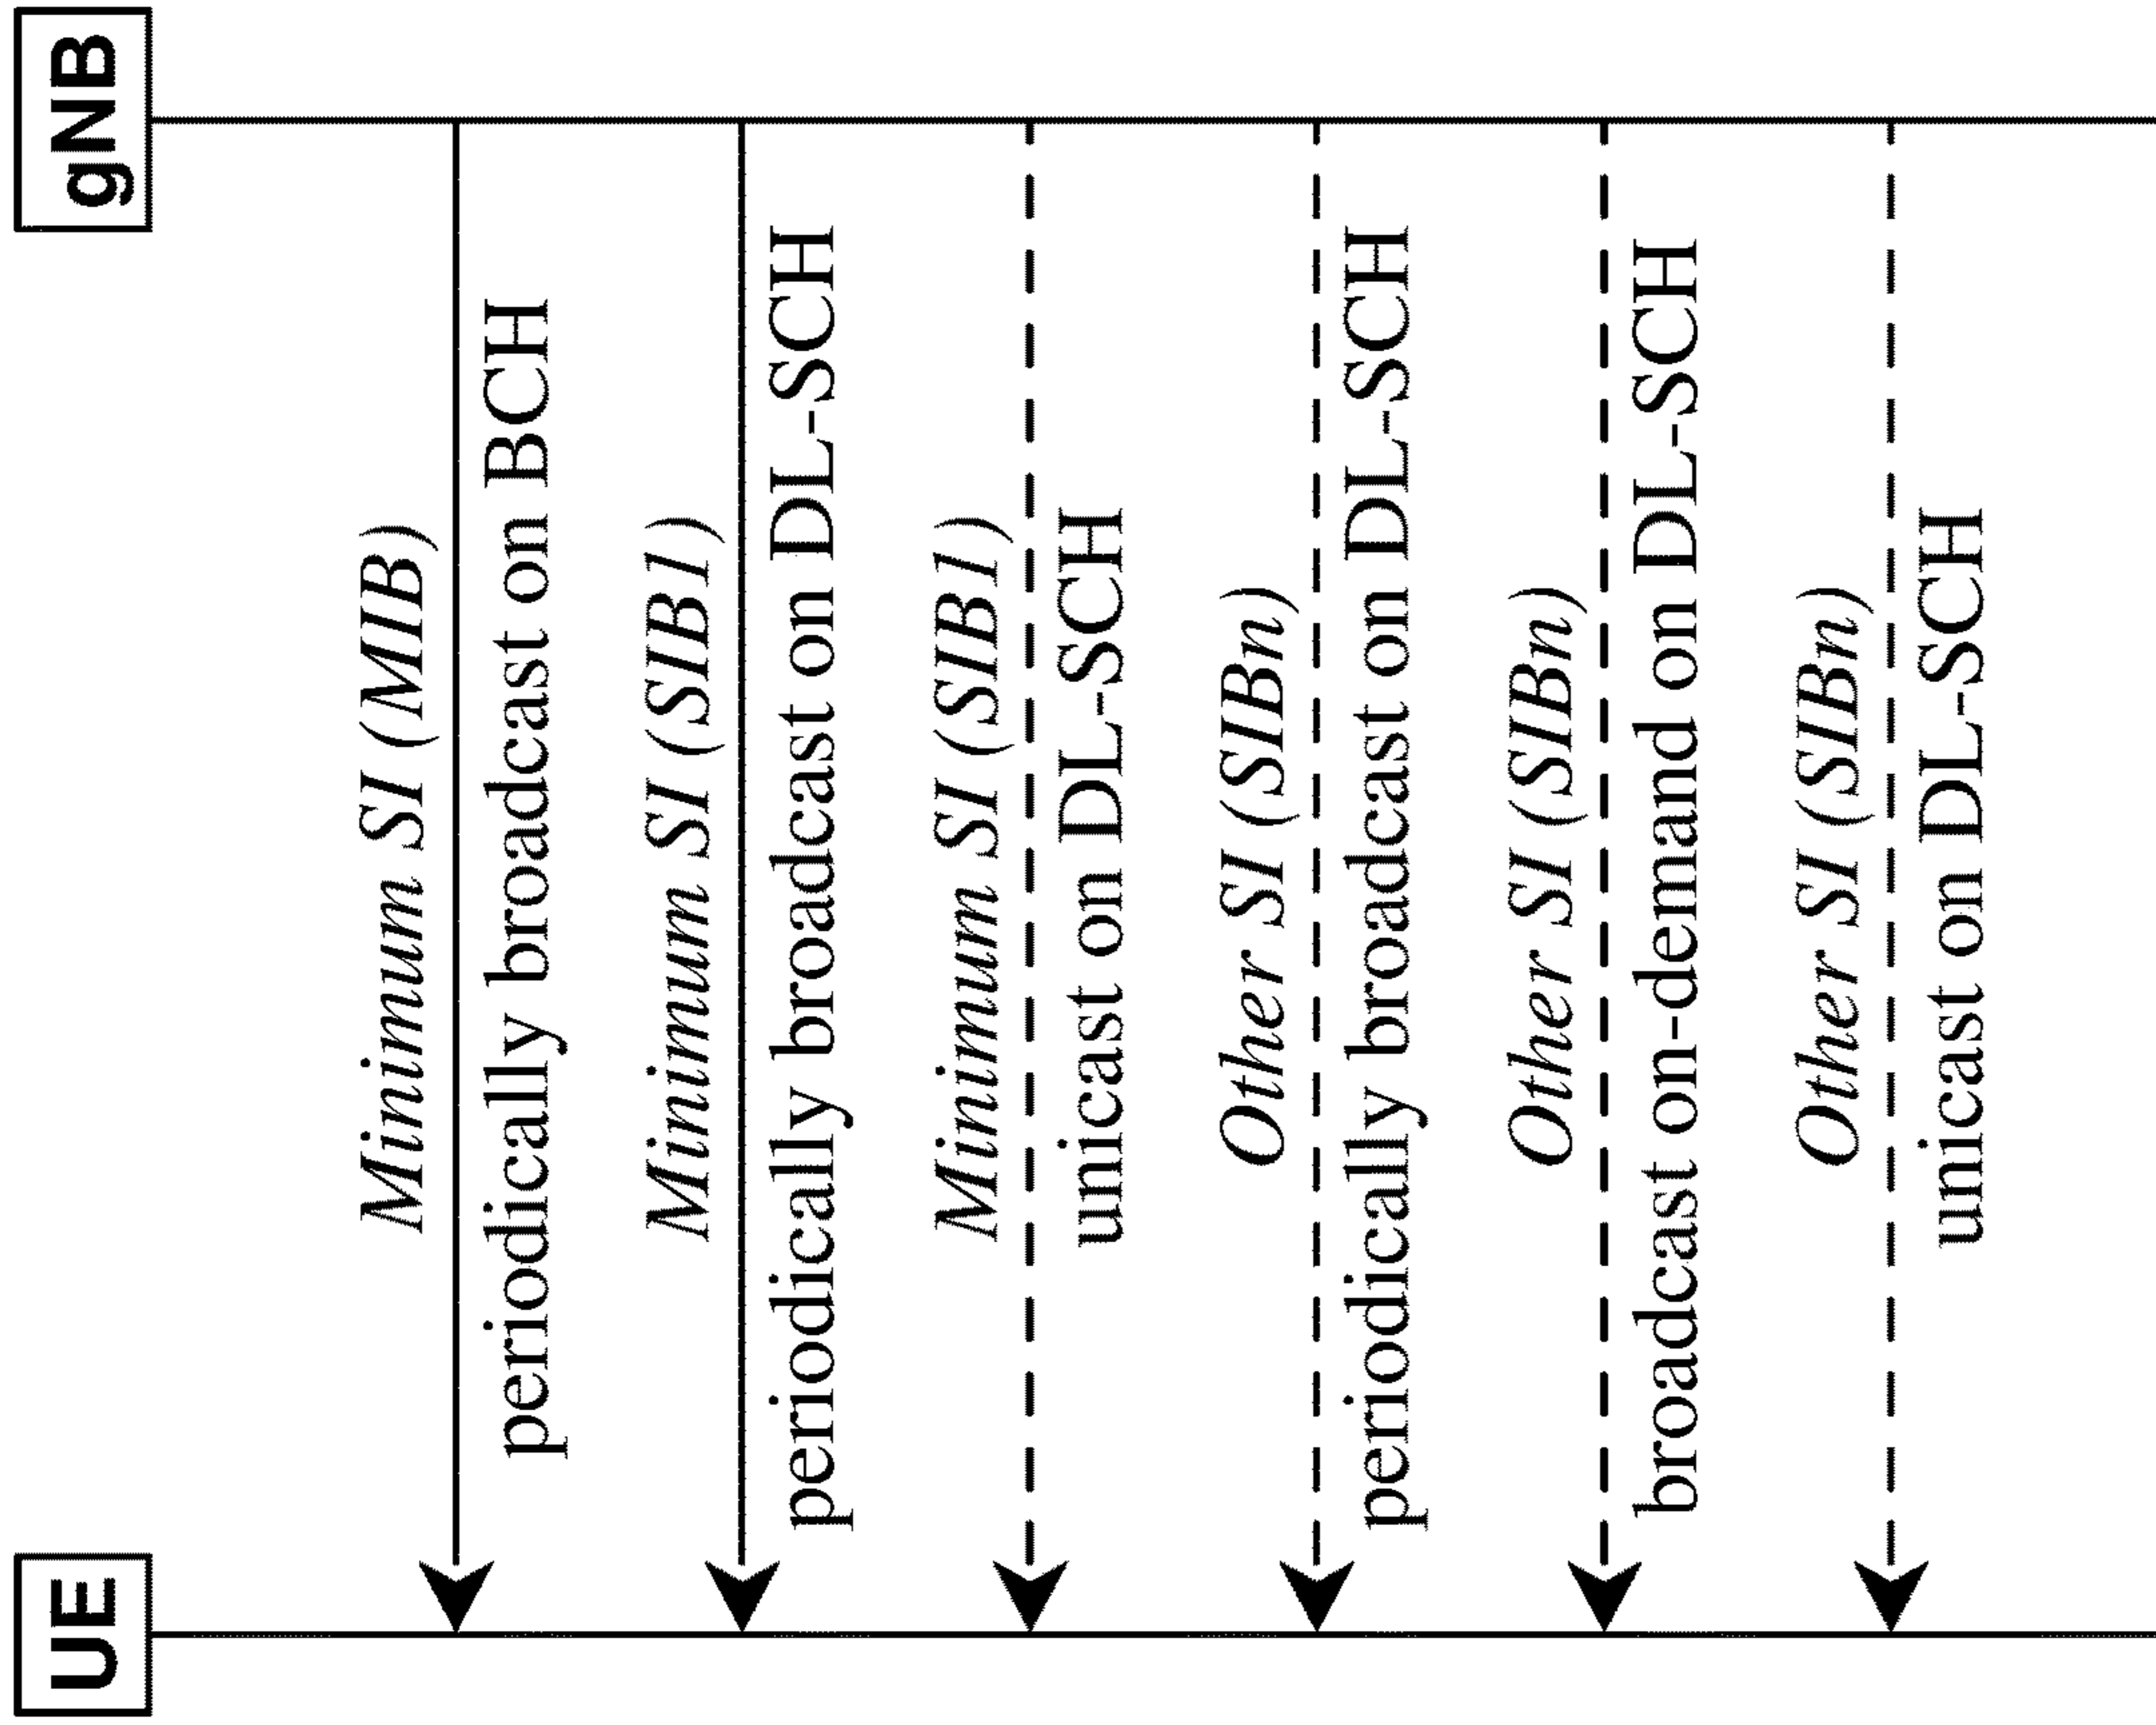 UE
gNB
Minimum SI (MIB)
periodically broadcast on BCH
Minimum SI (SIB1)
periodically broadcast on DL-SCH
Minimum SI (SIB1)
unicast on DL-SCH
Other SI (SIBn)
periodically broadcast on DL-SCH
Other SI (SIBn)
broadcast on-demand on DL-SCH
Other SI (SIBn)
unicast on DL-SCH